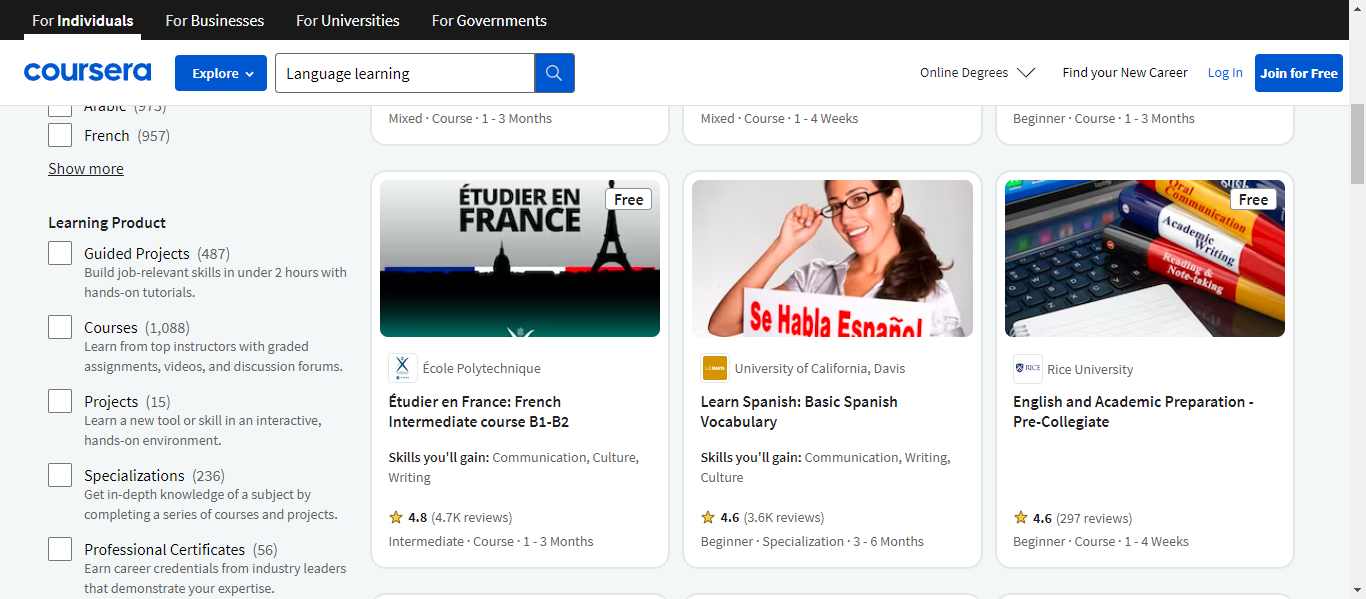 For Individuals
For Businesses
For Universities
For Governments
coursera
Explore
Language learning
Online Degrees
Find your New Career
Log In
Join for Free
Arabic (973)
French (957)
Show more
Learning Product
Guided Projects (487)
Build job-relevant skills in under 2 hours with
hands-on tutorials.
Courses (1,088)
Learn from top instructors with graded
assignments, videos, and discussion forums.
Projects (15)
Learn a new tool or skill in an interactive,
hands-on environment.
Specializations (236)
Get in-depth knowledge of a subject by
completing a series of courses and projects.
Professional Certificates (56)
Earn career credentials from industry leaders
that demonstrate your expertise.
Mixed · Course · 1 - 3 Months
Mixed · Course · 1 - 4 Weeks
Beginner · Course · 1 - 3 Months
ÉTUDIER EN
FRANCE
Free
École Polytechnique
Étudier en France: French
Intermediate course B1-B2
Skills you'll gain: Communication, Culture,
Writing
4.8 (4.7K reviews)
Intermediate · Course · 1 - 3 Months
Se Habla Español
UC DAVIS
University of California, Davis
Learn Spanish: Basic Spanish
Vocabulary
Skills you'll gain: Communication, Writing,
Culture
4.6 (3.6K reviews)
Beginner · Specialization · 3 - 6 Months
Oral
Communication
Academic
Writing
Reading &
Note-taking
Free
RICE
Rice University
English and Academic Preparation -
Pre-Collegiate
4.6 (297 reviews)
Beginner · Course · 1 - 4 Weeks